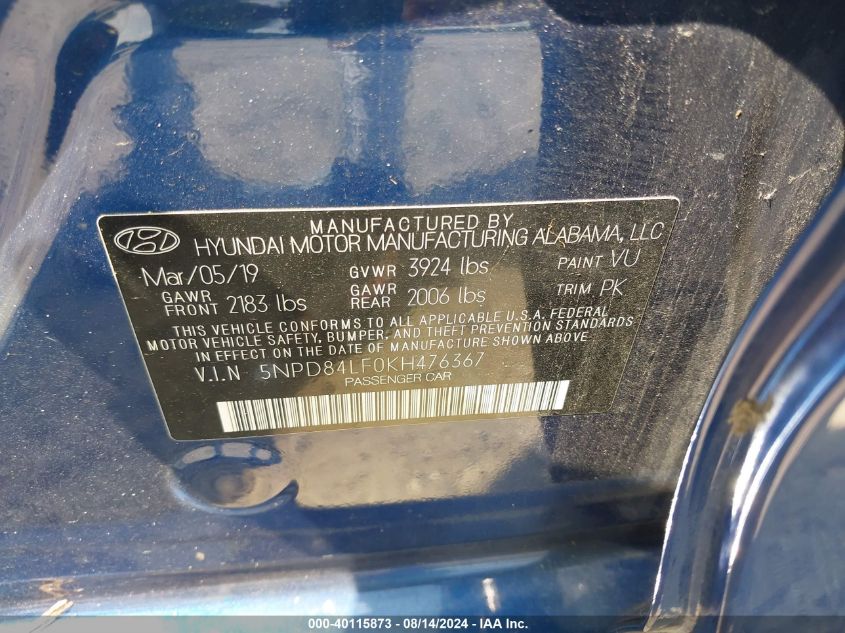 MANUFACTURED BY
HYUNDAI MOTOR MANUFACTURING ALABAMA, LLC
Mar/05/19 GVWR 3924 lbs PAINT VU
GAWR FRONT 2183 lbs GAWR REAR 2006 lbs TRIM PK
THIS VEHICLE CONFORMS TO ALL APPLICABLE U.S.A. FEDERAL
MOTOR VEHICLE SAFETY, BUMPER, AND THEFT PREVENTION STANDARDS
IN EFFECT ON THE DATE OF MANUFACTURE SHOWN ABOVE.
V.I.N 5NPD84LF0KH476367
PASSENGER CAR
000-40115873 - 08/14/2024 - IAA Inc.